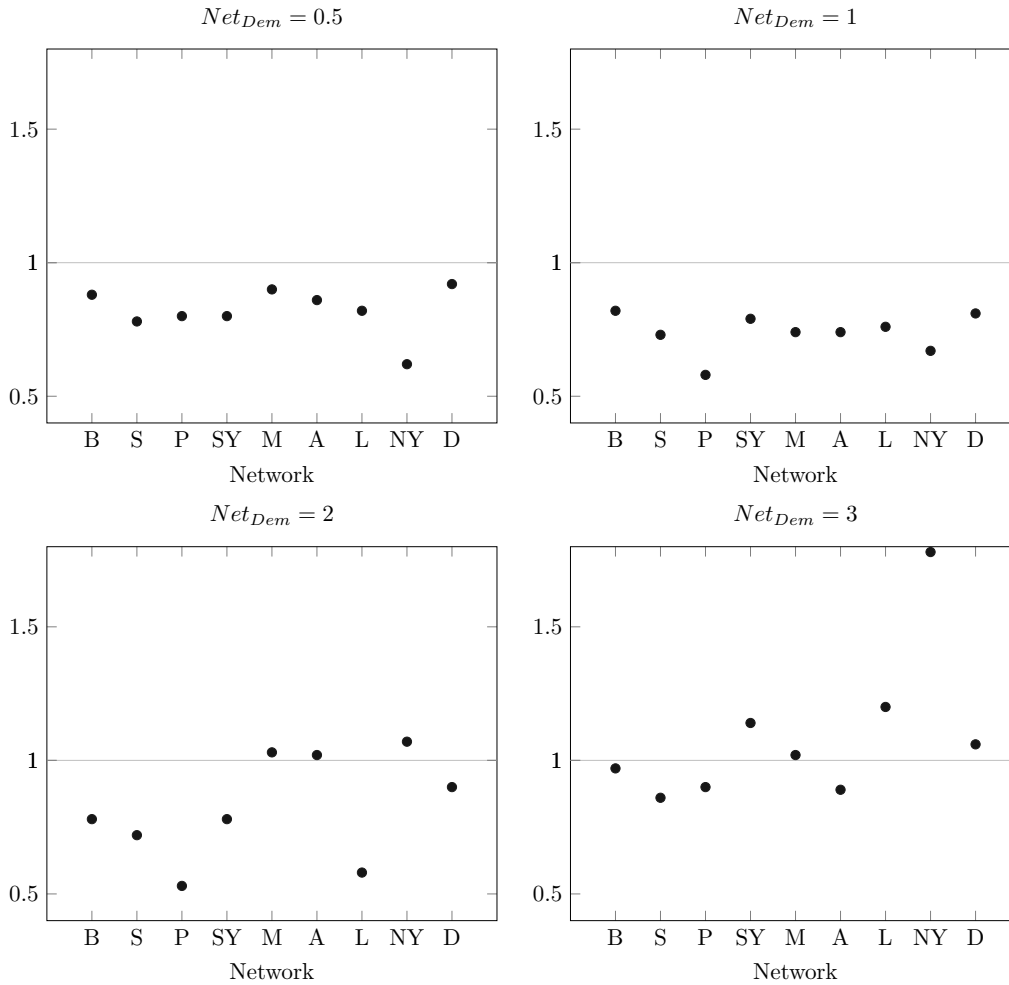 Net_Dem = 0.5
1.5
1
0.5
B S P SY M A L NY D
Network
Net_Dem = 1
1.5
1
0.5
B S P SY M A L NY D
Network
Net_Dem = 2
1.5
1
0.5
B S P SY M A L NY D
Network
Net_Dem = 3
1.5
1
0.5
B S P SY M A L NY D
Network